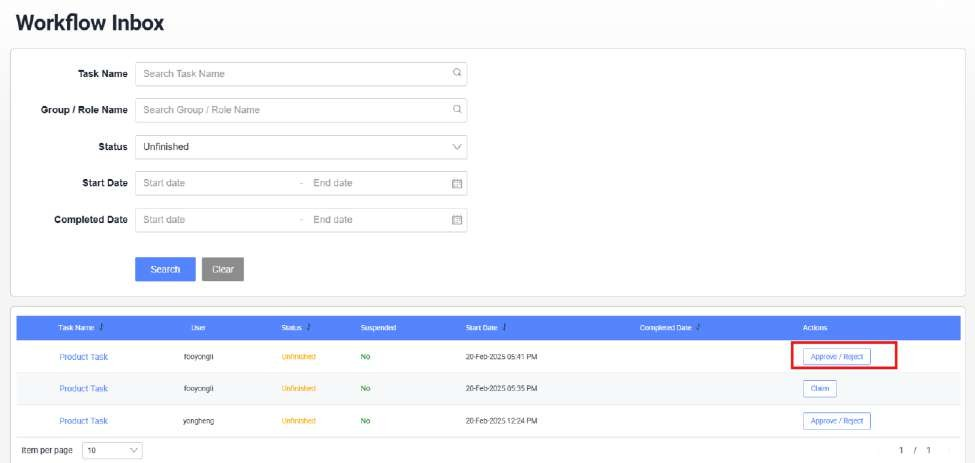 Workflow Inbox
Task Name Search Task Name
Group / Role Name Search Group / Role Name
Status Unfinished
Start Date Start date - End date
Completed Date Start date - End date
Search Clear
Task Name User Status Suspended Start Date Completed Date Actions
Product Task fooyongli Unfinished No 20-Feb-2025 05:41 PM Approve / Reject
Product Task fooyongli Unfinished No 20-Feb-2025 05:35 PM Claim
Product Task yongheng Unfinished No 20-Feb-2025 12:24 PM Approve / Reject
Item per page 10 1 / 1